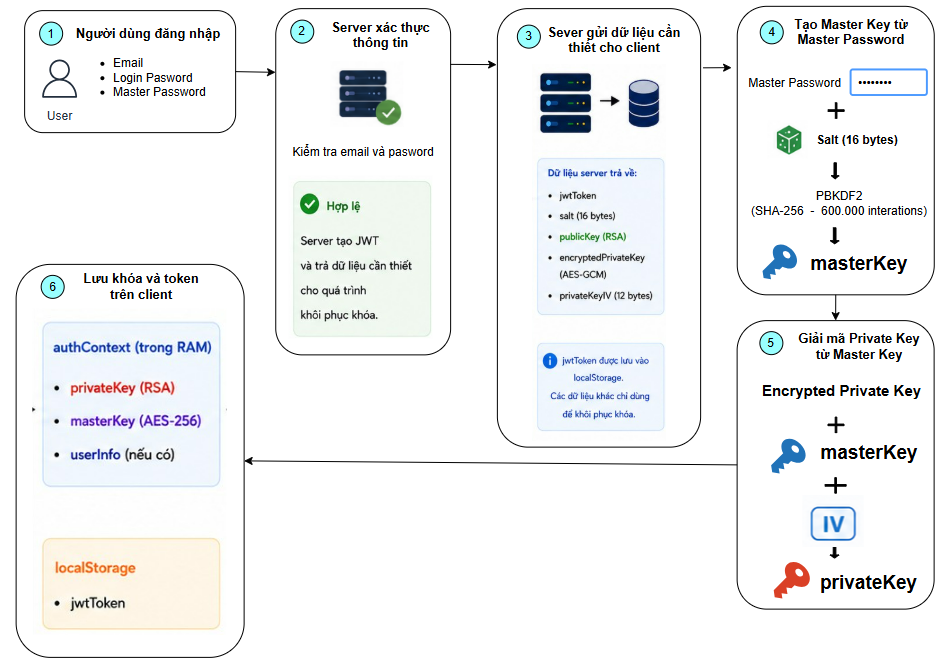 1
Người dùng đăng nhập
Email
Login Pasword
Master Password
User
2
Server xác thực
thông tin
Kiểm tra email và pasword
Hợp lệ
Server tạo JWT
và trả dữ liệu cần thiết
cho quá trình
khôi phục khóa.
3
Sever gửi dữ liệu cần
thiết cho client
Dữ liệu server trả về:
jwtToken
salt (16 bytes)
publicKey (RSA)
encryptedPrivateKey
(AES-GCM)
privateKeyIV (12 bytes)
i
jwtToken được lưu vào
localStorage.
Các dữ liệu khác chỉ dùng
để khôi phục khóa.
4
Tạo Master Key từ
Master Password
Master Password
+
Salt (16 bytes)
PBKDF2
(SHA-256 - 600.000 interations)
masterKey
5
Giải mã Private Key
từ Master Key
Encrypted Private Key
+
masterKey
+
IV
privateKey
6
Lưu khóa và token
trên client
authContext (trong RAM)
privateKey (RSA)
masterKey (AES-256)
userInfo (nếu có)
localStorage
jwtToken